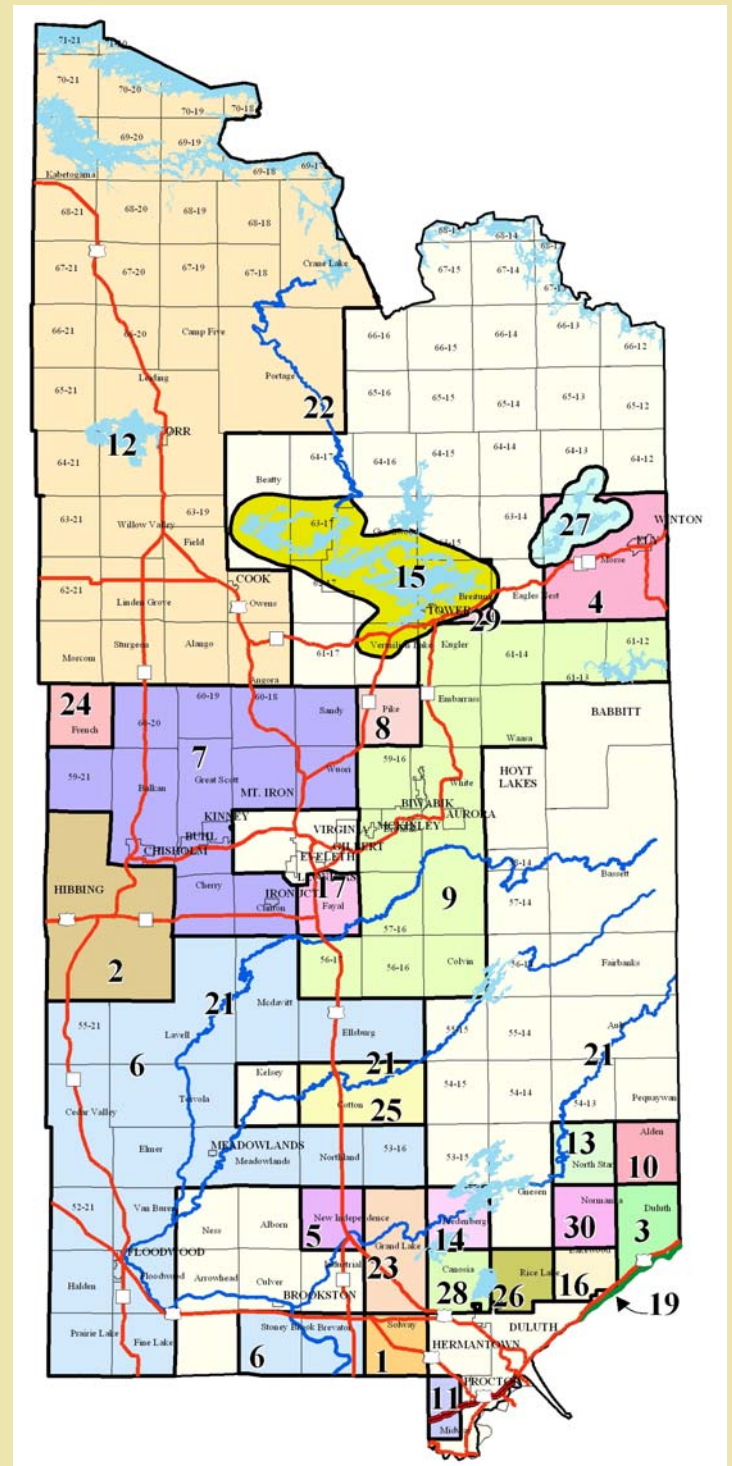 71-21
70-21
70-20
70-19
70-18
69-20
69-19
69-18
69-17
Kabetogama
68-21
68-20
68-19
68-18
67-21
67-20
67-19
67-18
Crane Lake
68-14
67-15
67-14
66-21
Camp Five
66-16
66-15
66-14
66-13
66-12
Leiding
Portage
65-21
65-16
65-15
65-14
65-13
65-12
22
12
ORR
64-21
Beatty
64-17
64-16
64-15
64-14
64-13
64-12
63-21
Willow Valley
63-19
Field
63-17
63-14
27
WINTON
ELY
Morse
15
COOK
Owens
62-21
Linden Grove
Breitung
Eagles Nest
4
TOWER
29
Sturgeon
Alango
Angora
Morcom
61-17
Vermilion Lake
Kugler
61-14
61-13
61-12
24
French
60-20
60-19
60-18
Sandy
Pike
8
Embarrass
Waasa
BABBITT
7
59-21
Balkan
Great Scott
MT. IRON
Wuori
59-16
White
HOYT
LAKES
KINNEY
BUHL
CHISHOLM
VIRGINIA
GILBERT
EVELETH
BIWABIK
MCKINLEY
AURORA
HIBBING
Cherry
IRON JCT
Clinton
17
Fayal
9
Bassett
57-14
57-16
2
56-16
Colvin
Fairbanks
55-21
Lavell
21
Mcdavitt
Ellsburg
55-15
55-14
Ault
6
Kelsey
21
21
Cedar Valley
Toivola
Cotton
25
54-15
54-14
54-13
Pequaywan
Elmer
MEADOWLANDS
Meadowlands
Northland
53-16
53-15
13
North Star
Alden
10
52-21
Van Buren
Ness
Alborn
5
New Independence
Grand Lake
Fredenberg
14
Gnesen
Normanna
30
Duluth
3
FLOODWOOD
Halden
Floodwood
Arrowhead
Culver
Industrial
BROOKSTON
23
Canosia
28
26
Rice Lake
Lakewood
16
19
Prairie Lake
Fine Lake
6
Stoney Brook
Brevator
Solway
1
DULUTH
HERMANTOWN
PROCTOR
11
Midway